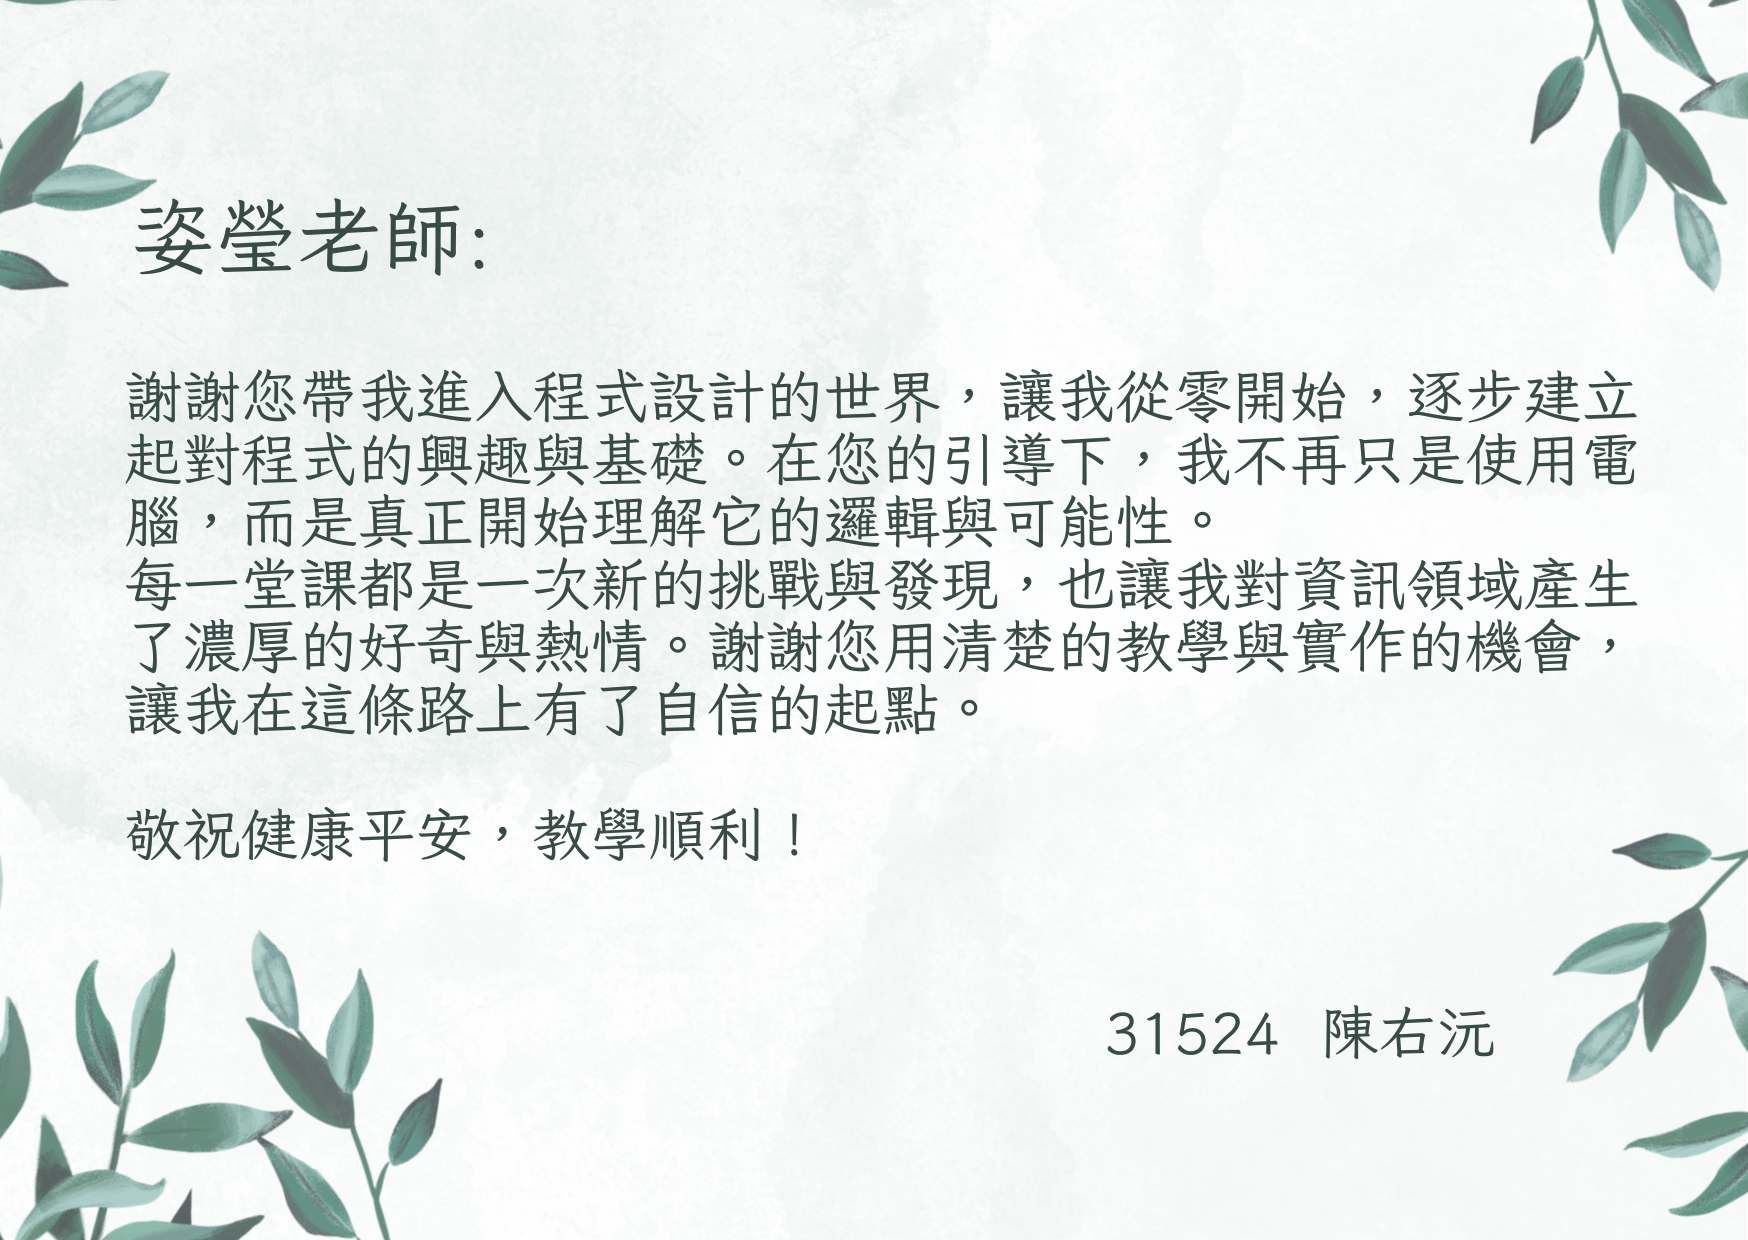 姿瑩老師:
謝謝您帶我進入程式設計的世界，讓我從零開始，逐步建立
起對程式的興趣與基礎。在您的引導下，我不再只是使用電
腦，而是真正開始理解它的邏輯與可能性。
每一堂課都是一次新的挑戰與發現，也讓我對資訊領域產生
了濃厚的好奇與熱情。謝謝您用清楚的教學與實作的機會，
讓我在這條路上有了自信的起點。
敬祝健康平安，教學順利！
31524 陳右沅